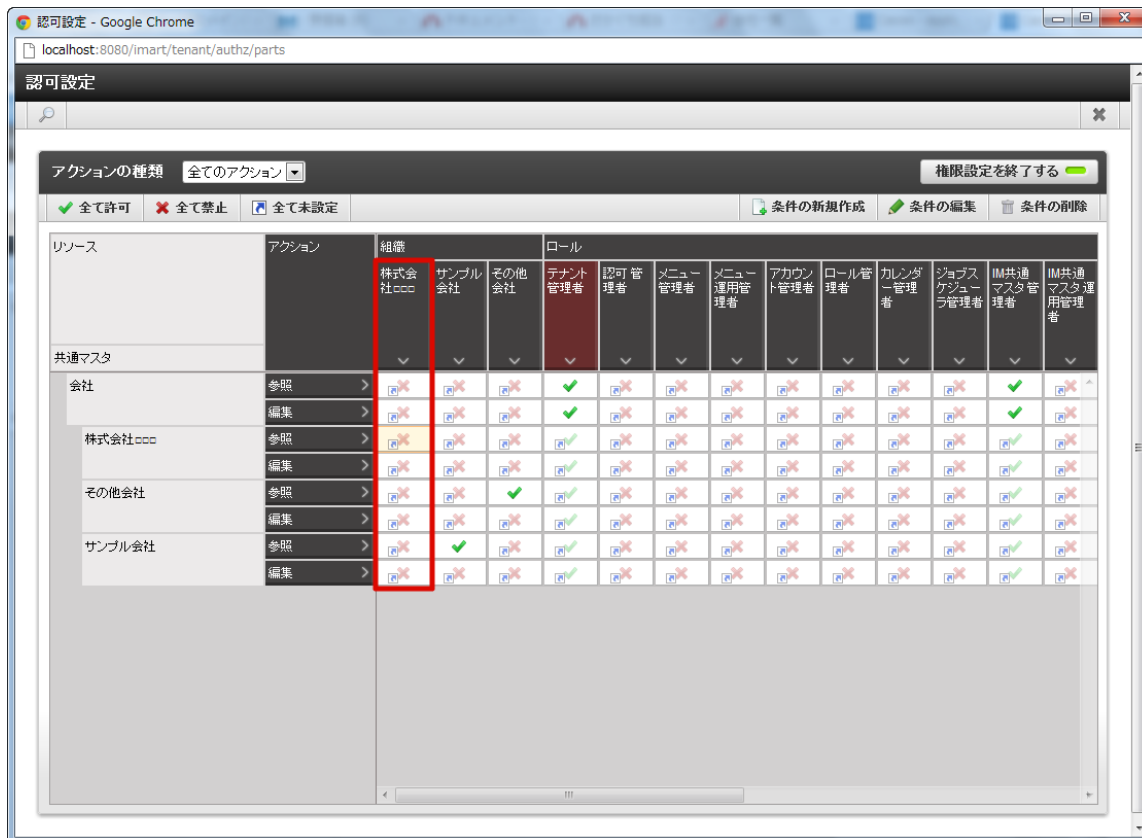 認可設定 - Google Chrome
localhost:8080/imart/tenant/authz/parts
認可設定
アクションの種類 全てのアクション 権限設定を終了する
全て許可 全て禁止 全て未設定 条件の新規作成 条件の編集 条件の削除
リソース アクション 組織 ロール
株式会社□□□ サンプル会社 その他会社 テナント管理者 認可管理者 メニュー管理者 メニュー運用管理者 アカウント管理者 ロール管理者 カレンダー管理者 ジョブスケジューラ管理者 IM共通マスタ管理者 IM共通マスタ運用管理者
共通マスタ
会社 参照
編集
株式会社□□□ 参照
編集
その他会社 参照
編集
サンプル会社 参照
編集